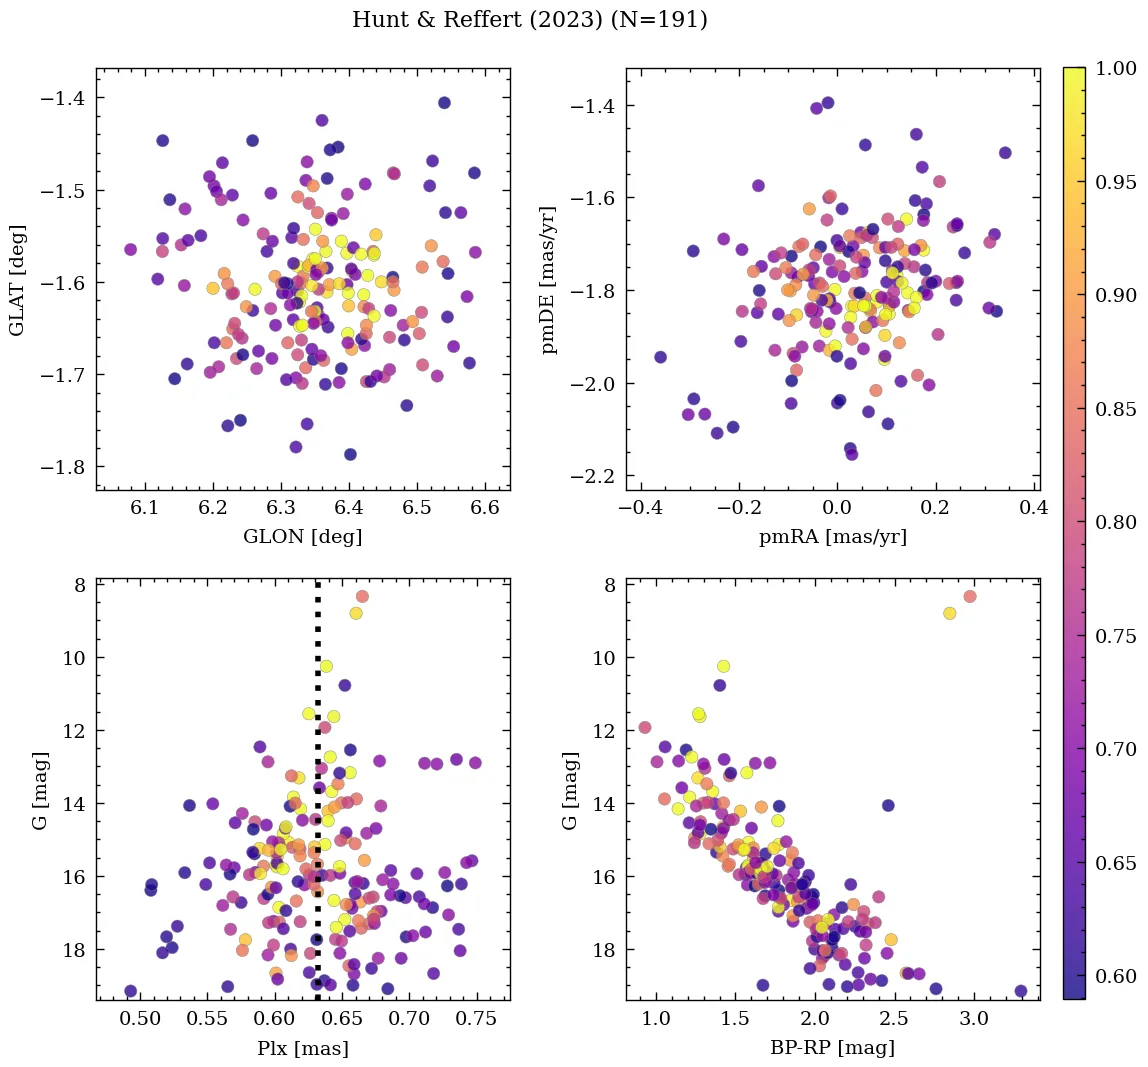 Hunt & Reffert (2023) (N=191)
−1.4
−1.5
−1.6
−1.7
−1.8
GLAT [deg]
6.1 6.2 6.3 6.4 6.5 6.6
GLON [deg]
−1.4
−1.6
−1.8
−2.0
−2.2
pmDE [mas/yr]
−0.4 −0.2 0.0 0.2 0.4
pmRA [mas/yr]
8
10
12
14
16
18
G [mag]
0.50 0.55 0.60 0.65 0.70 0.75
Plx [mas]
8
10
12
14
16
18
G [mag]
1.0 1.5 2.0 2.5 3.0
BP-RP [mag]
1.00
0.95
0.90
0.85
0.80
0.75
0.70
0.65
0.60